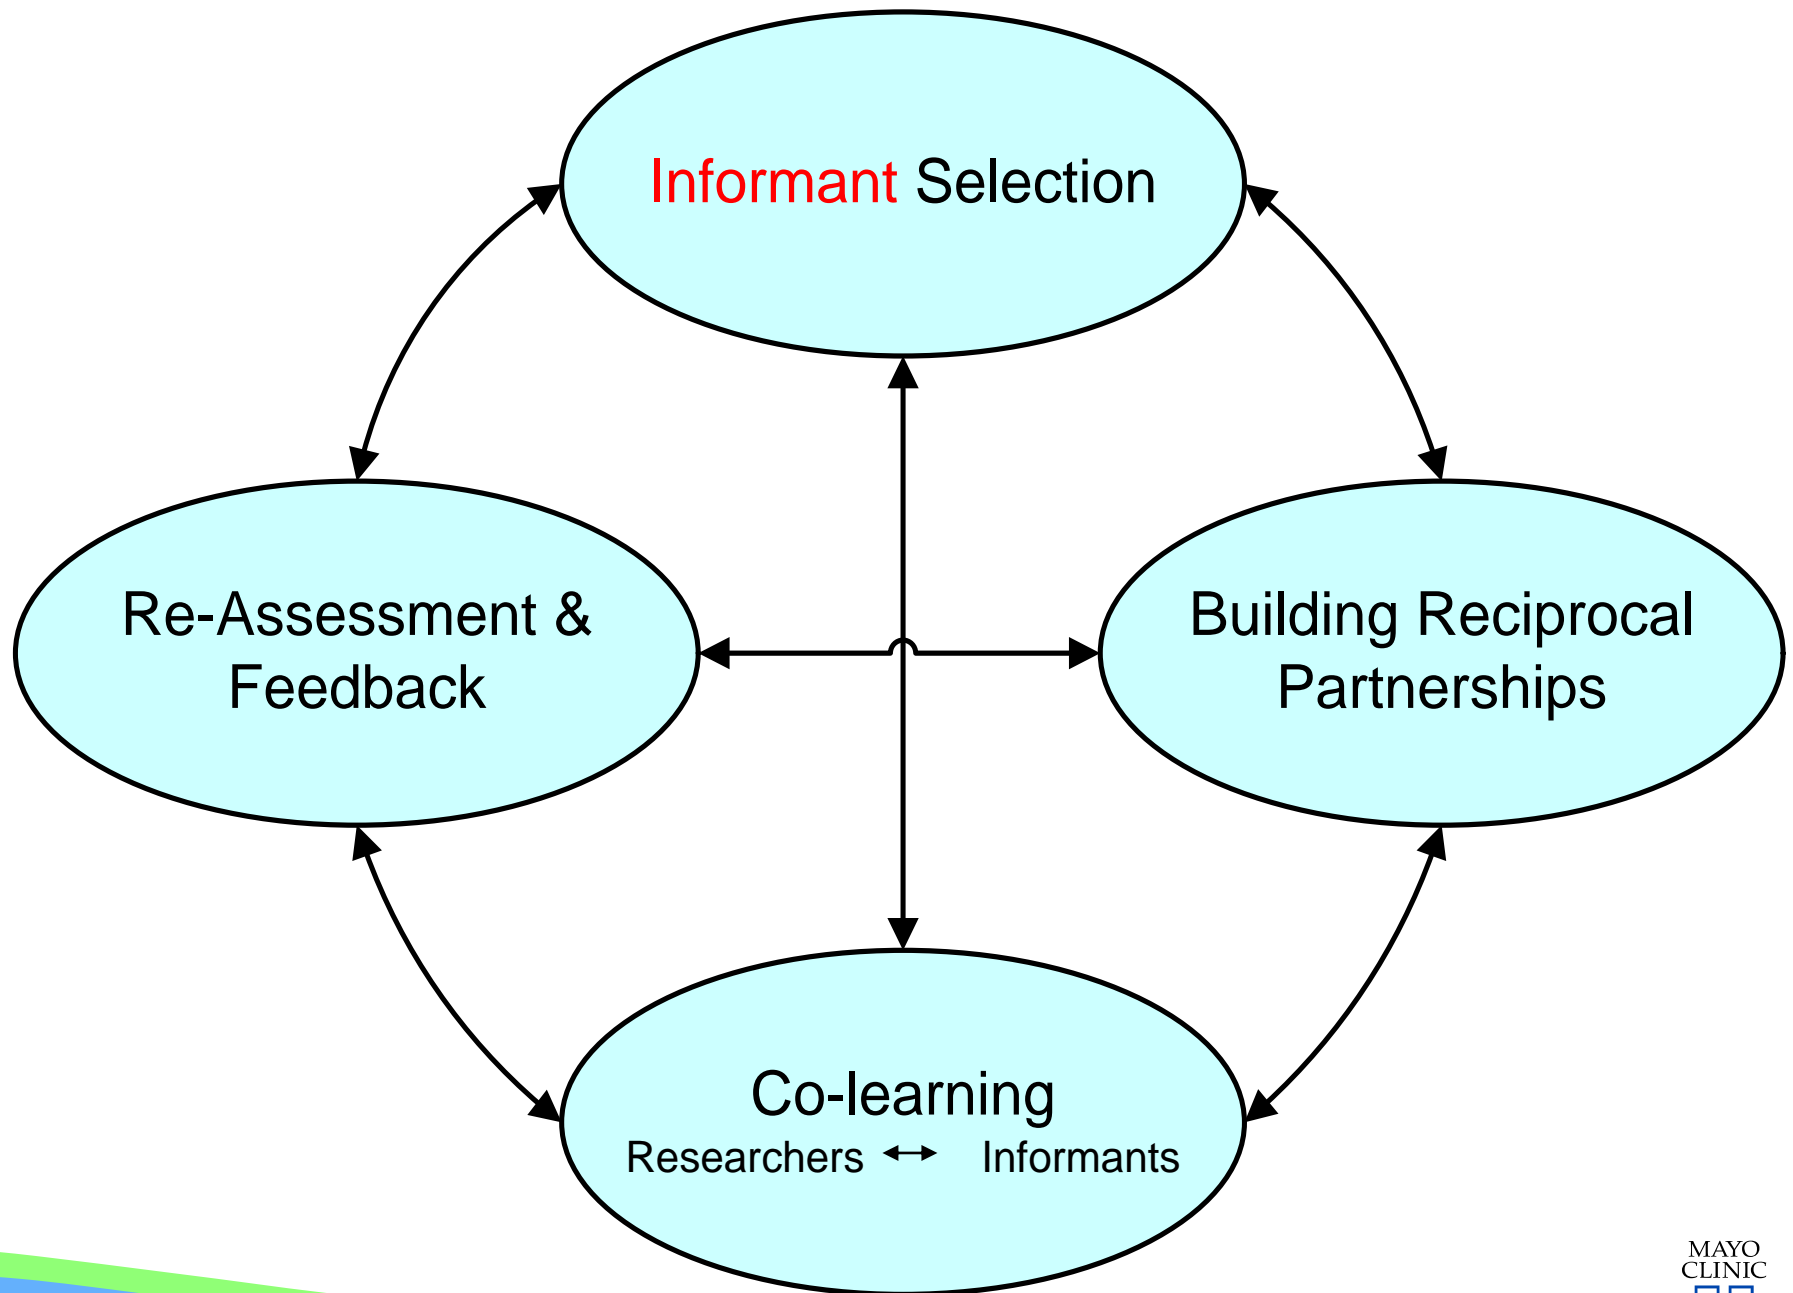 Informant Selection
Re-Assessment &
Feedback
Building Reciprocal
Partnerships
Co-learning
Researchers ↔ Informants
MAYO
CLINIC